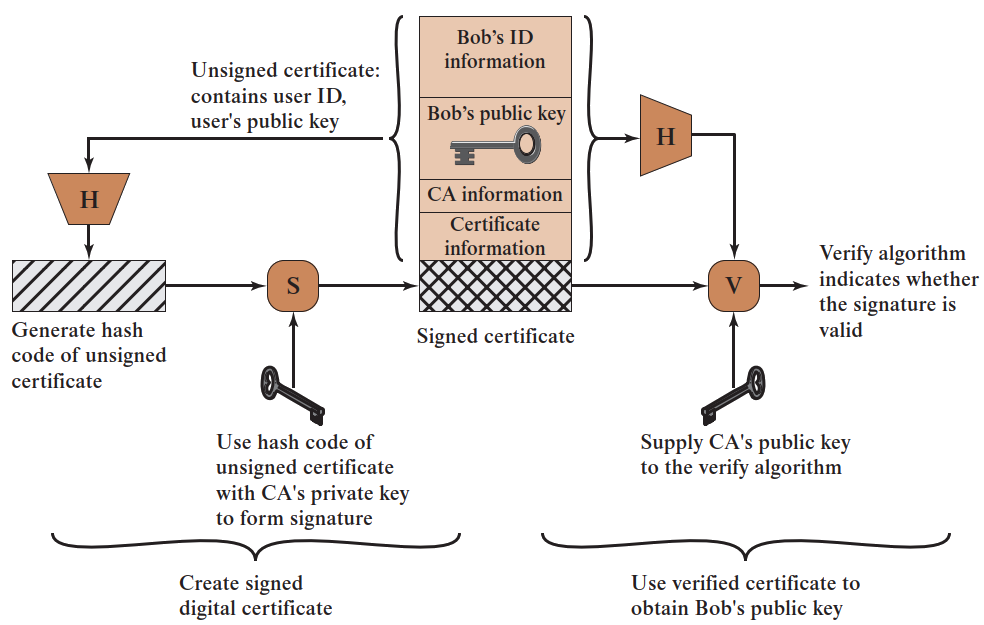 Bob's ID
information
Unsigned certificate:
contains user ID,
user's public key
Bob's public key
H
H
CA information
Certificate
information
S
V
Verify algorithm
indicates whether
the signature is
valid
Generate hash
code of unsigned
certificate
Signed certificate
Use hash code of
unsigned certificate
with CA's private key
to form signature
Supply CA's public key
to the verify algorithm
Create signed
digital certificate
Use verified certificate to
obtain Bob's public key